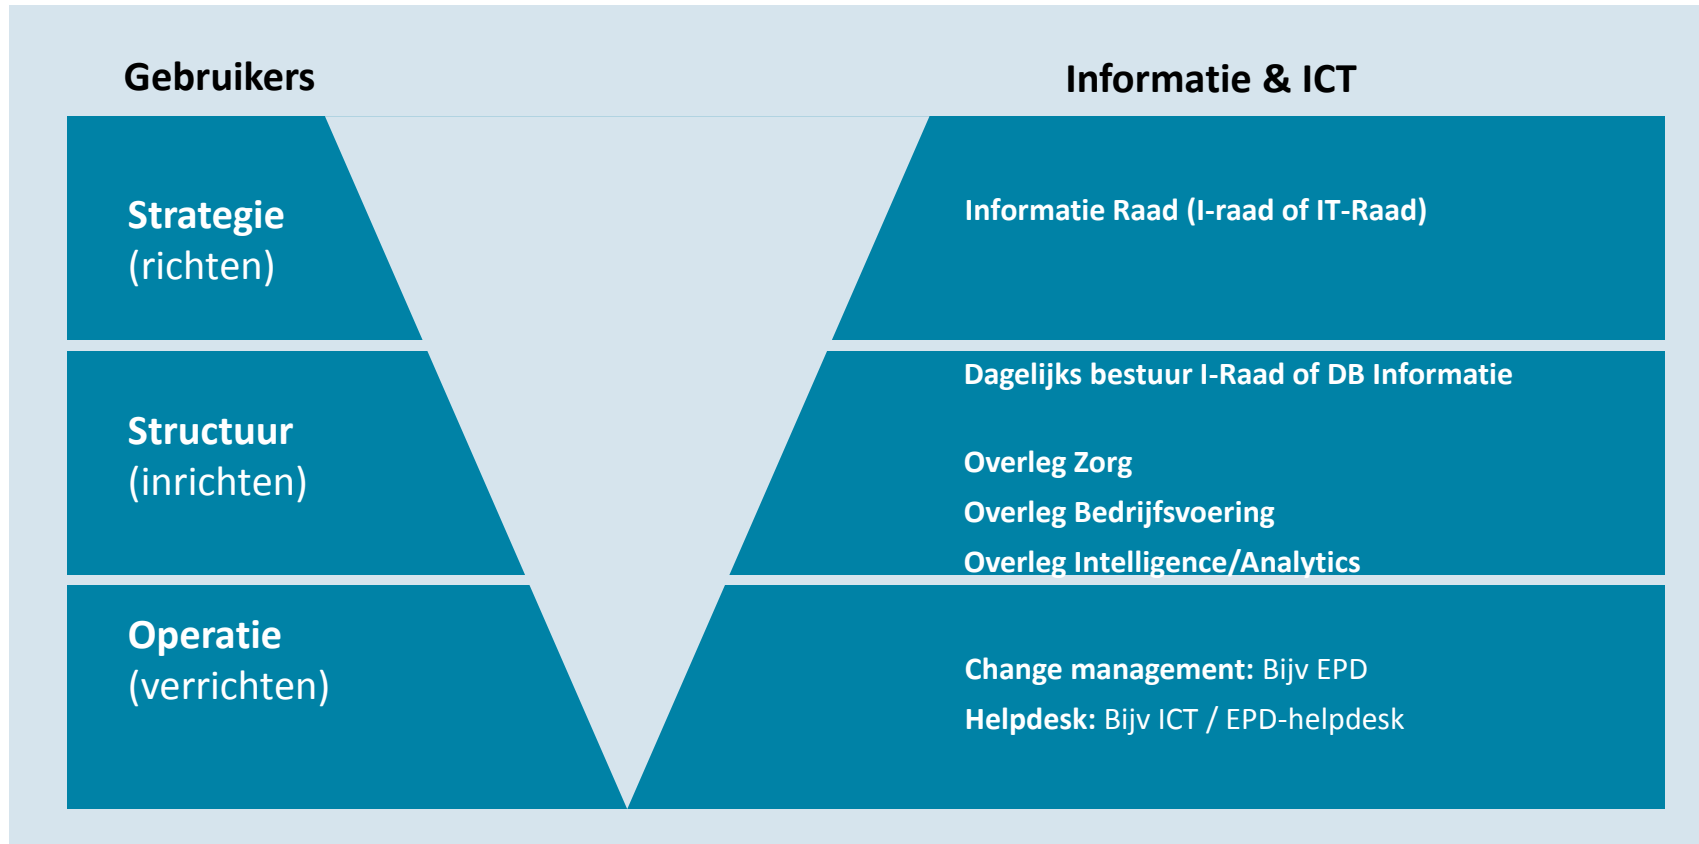 Gebruikers
Informatie & ICT
Strategie
(richten)
Informatie Raad (I-raad of IT-Raad)
Structuur
(inrichten)
Dagelijks bestuur I-Raad of DB Informatie
Overleg Zorg
Overleg Bedrijfsvoering
Overleg Intelligence/Analytics
Operatie
(verrichten)
Change management: Bijv EPD
Helpdesk: Bijv ICT / EPD-helpdesk